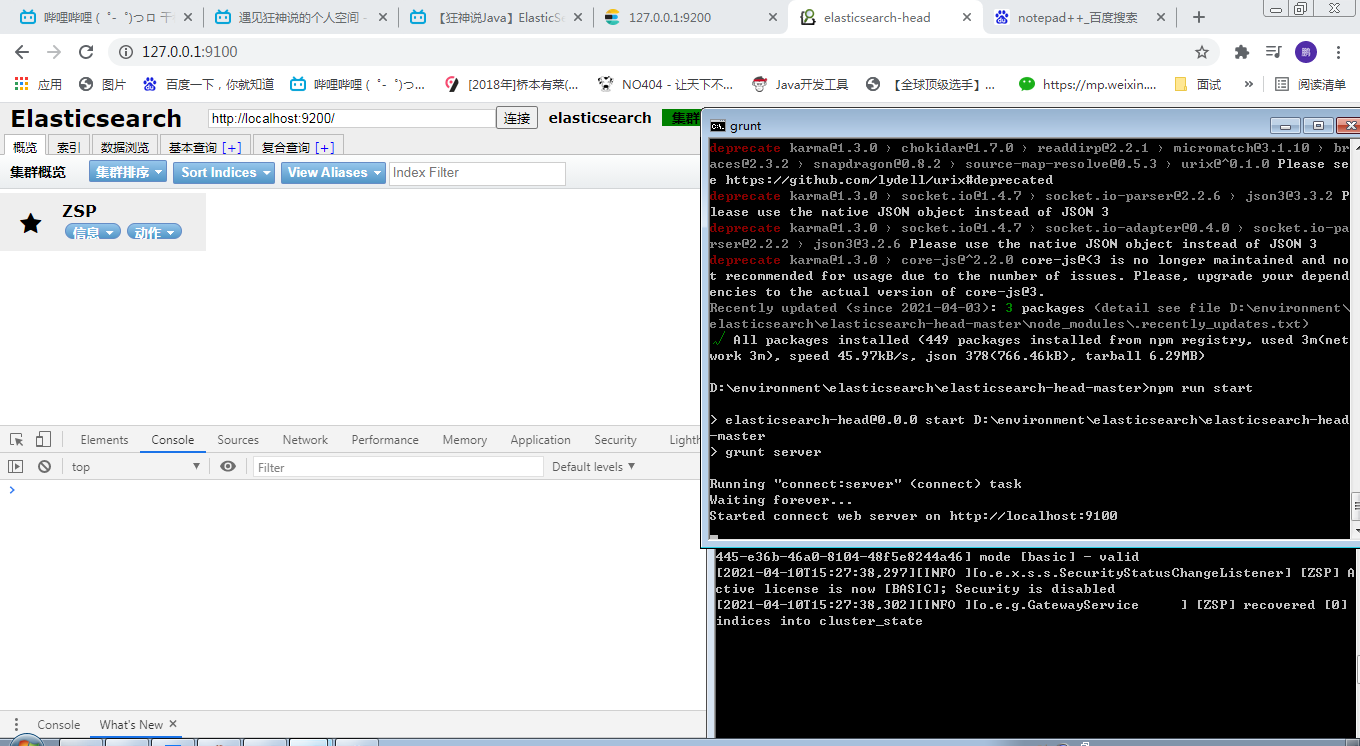 哔哩哔哩 ( ゜- ゜)つロ 干
遇见狂神说的个人空间 -
【狂神说Java】ElasticS
127.0.0.1:9200
elasticsearch-head
notepad++_百度搜索
127.0.0.1:9100
鹏
应用
图片
百度一下，你就知道
哔哩哔哩 ( ゜- ゜)つ...
[2018年]桥本有菜(...
NO404 - 让天下不...
Java开发工具
【全球顶级选手】...
https://mp.weixin....
面试
»
阅读清单
Elasticsearch
http://localhost:9200/
连接
elasticsearch
集群
概览
索引
数据浏览
基本查询 [+]
复合查询 [+]
集群概览
集群排序
Sort Indices
View Aliases
Index Filter
ZSP
信息
动作
Elements
Console
Sources
Network
Performance
Memory
Application
Security
Lighth
top
Filter
Default levels
Console
What's New
grunt
deprecate karma@1.3.0 › chokidar@1.7.0 › readdirp@2.2.1 › micromatch@3.1.10 › br
aces@2.3.2 › snapdragon@0.8.2 › source-map-resolve@0.5.3 › urix@^0.1.0 Please se
e https://github.com/lydell/urix#deprecated
deprecate karma@1.3.0 › socket.io@1.4.7 › socket.io-parser@2.2.6 › json3@3.3.2 P
lease use the native JSON object instead of JSON 3
deprecate karma@1.3.0 › socket.io@1.4.7 › socket.io-adapter@0.4.0 › socket.io-pa
rser@2.2.2 › json3@3.2.6 Please use the native JSON object instead of JSON 3
deprecate karma@1.3.0 › core-js@^2.2.0 core-js@<3 is no longer maintained and no
t recommended for usage due to the number of issues. Please, upgrade your depend
encies to the actual version of core-js@3.
Recently updated (since 2021-04-03): 3 packages (detail see file D:\environment\
elasticsearch\elasticsearch-head-master\node_modules\.recently_updates.txt)
√ All packages installed (449 packages installed from npm registry, used 3m(net
work 3m), speed 45.97kB/s, json 378(766.46kB), tarball 6.29MB)
D:\environment\elasticsearch\elasticsearch-head-master>npm run start
> elasticsearch-head@0.0.0 start D:\environment\elasticsearch\elasticsearch-head
-master
> grunt server
Running "connect:server" (connect) task
Waiting forever...
Started connect web server on http://localhost:9100
445-e36b-46a0-8104-48f5e8244a46] mode [basic] - valid
[2021-04-10T15:27:38,297][INFO ][o.e.x.s.s.SecurityStatusChangeListener] [ZSP] A
ctive license is now [BASIC]; Security is disabled
[2021-04-10T15:27:38,302][INFO ][o.e.g.GatewayService     ] [ZSP] recovered [0]
indices into cluster_state